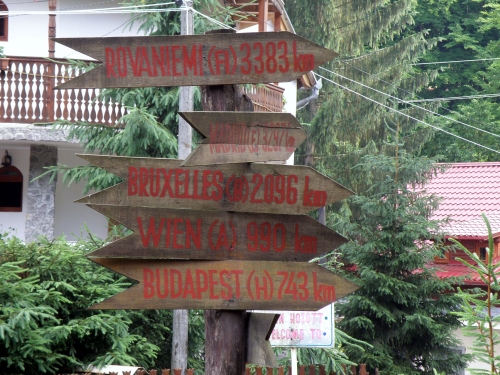 ROVANIEMI (FI) 3383 km
BRUXELLES (B) 2096 km
WIEN (A) 990 km
BUDAPEST (H) 743 km